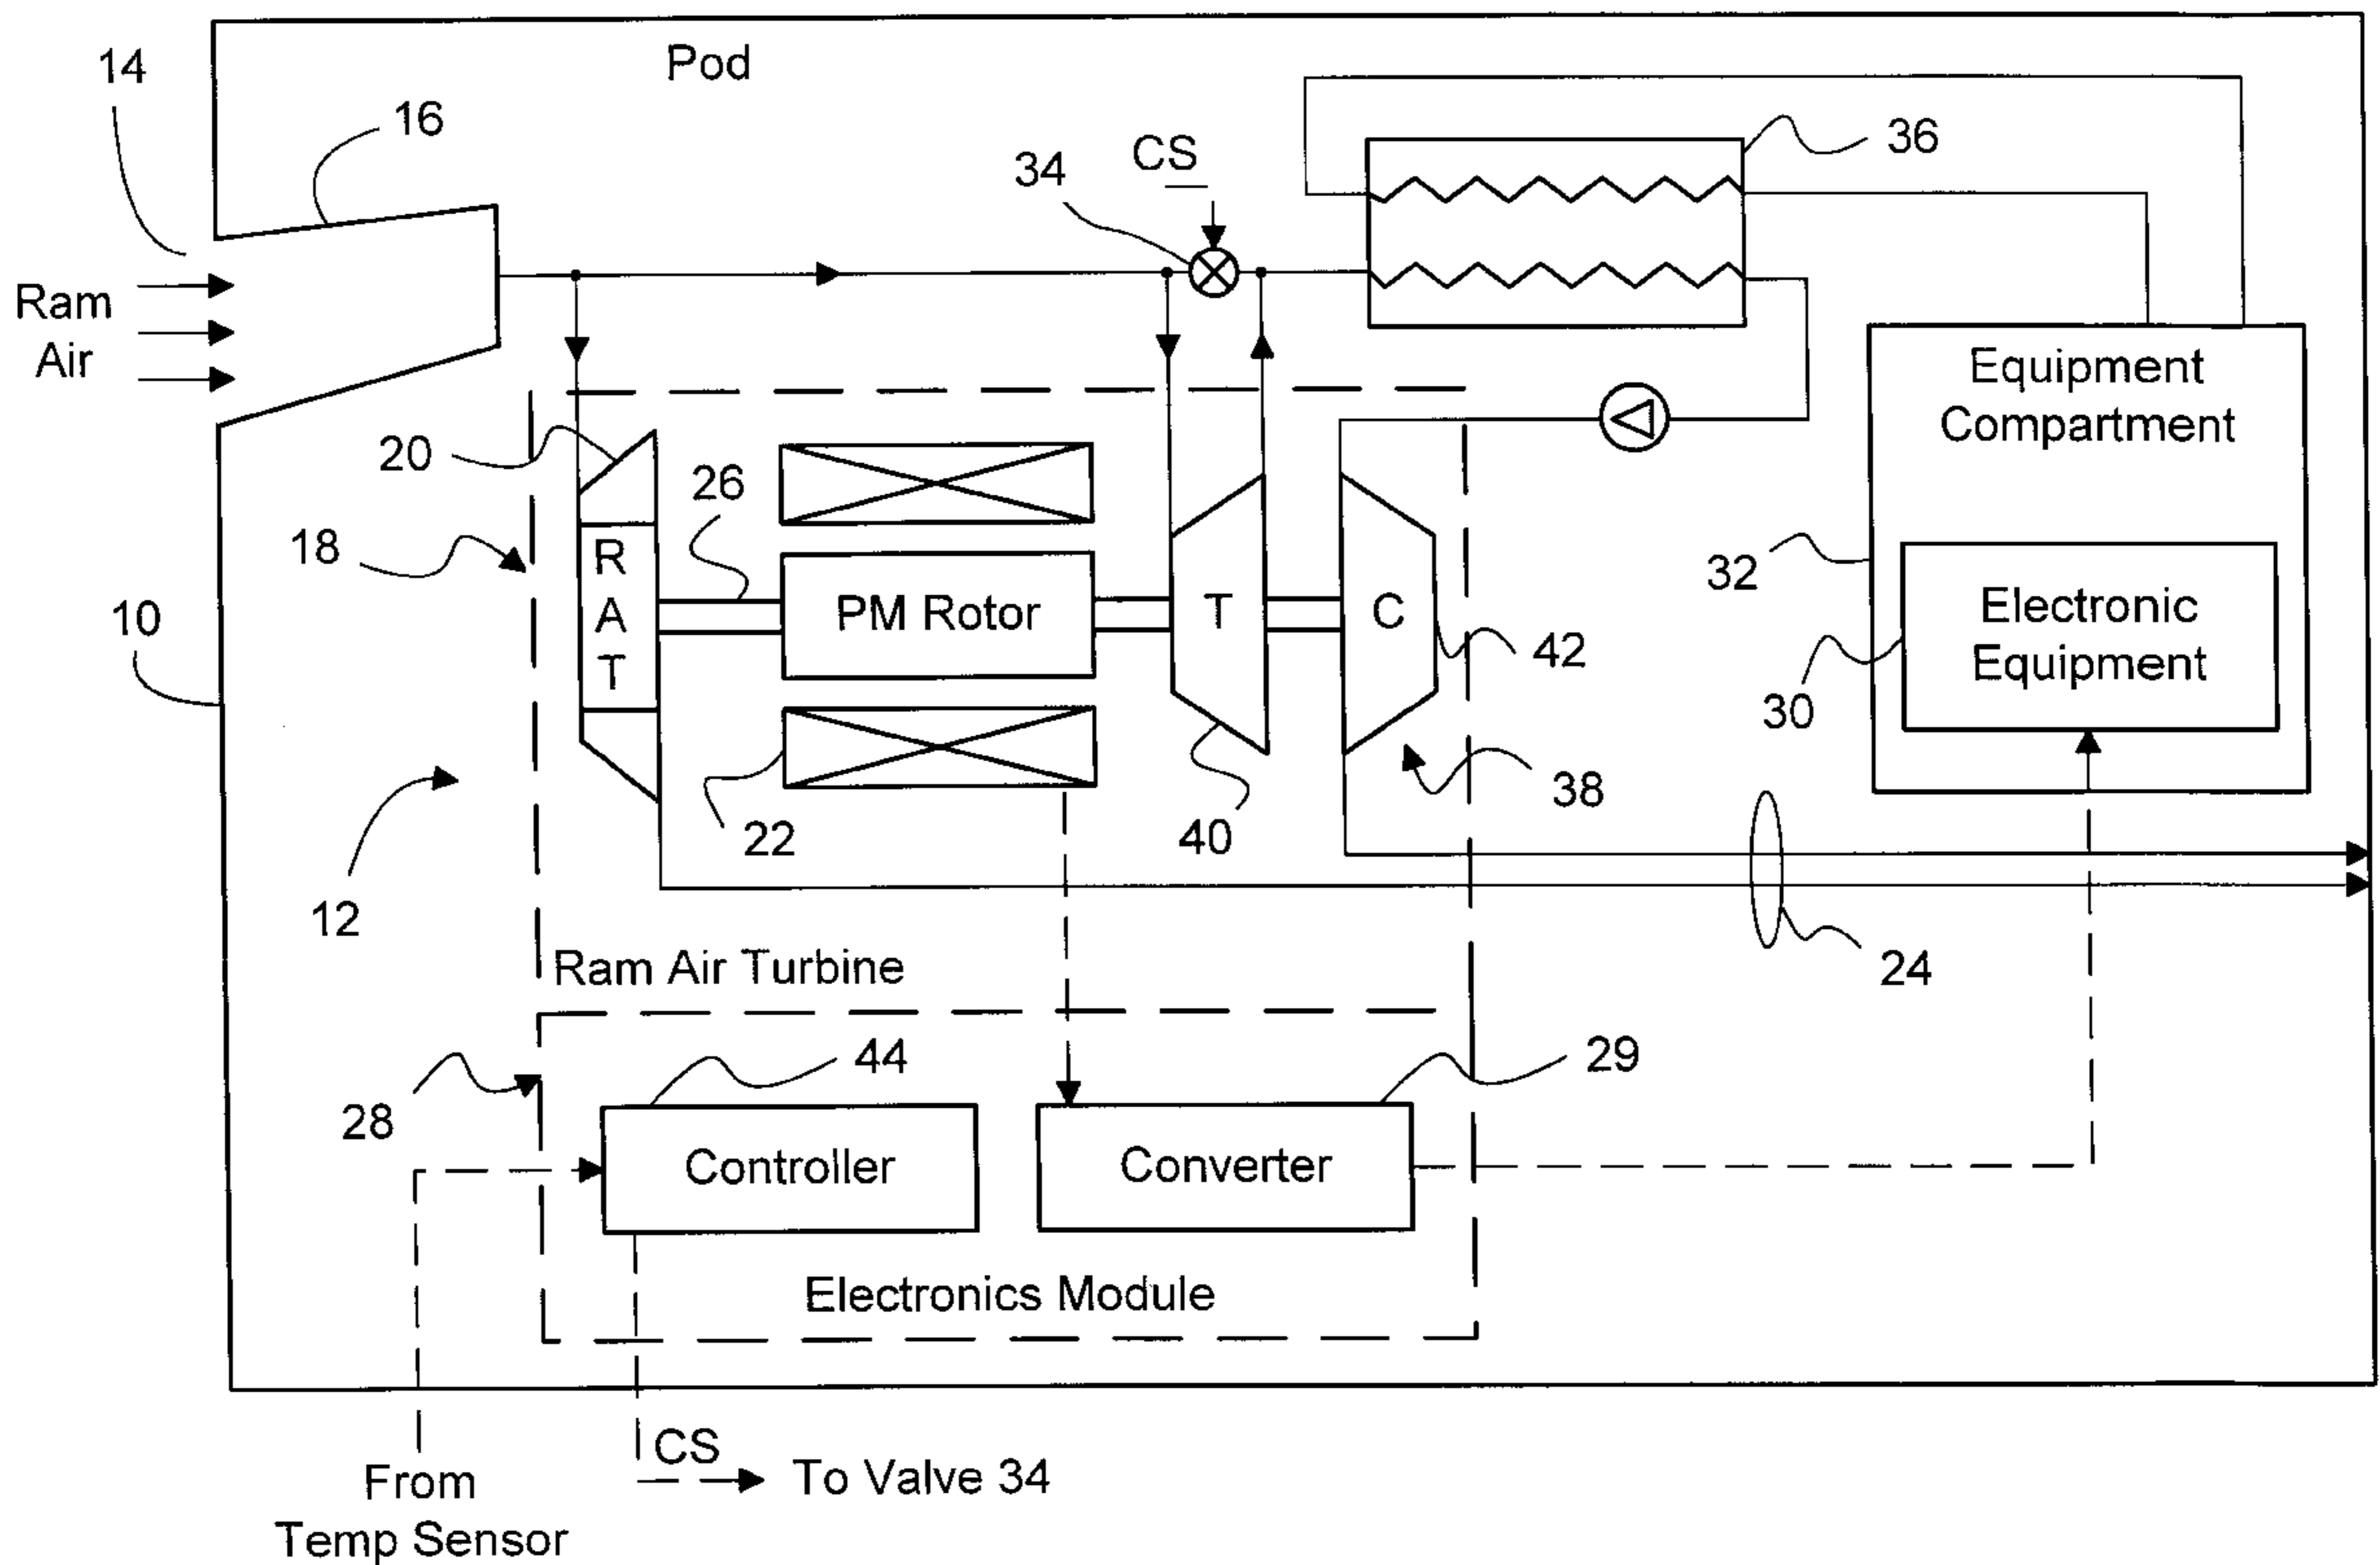 Pod
14
16
CS
34
36
Ram
Air
Equipment
Compartment
20
26
18
R
A
T
PM Rotor
T
C
32
Electronic
Equipment
10
42
30
22
40
38
12
24
Ram Air Turbine
44
29
28
Controller
Converter
Electronics Module
CS
From
Temp Sensor
To Valve 34